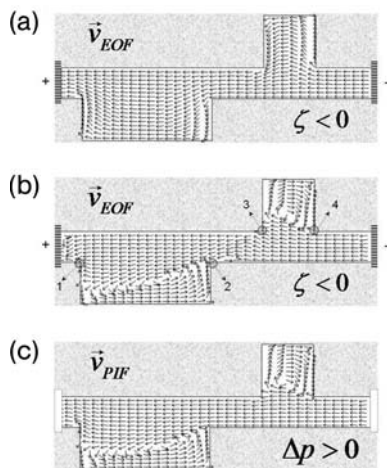 (a)
v⃗EOF
+
-
ζ < 0
(b)
v⃗EOF
3
4
+
-
1
2
ζ < 0
(c)
v⃗PIF
Δp > 0